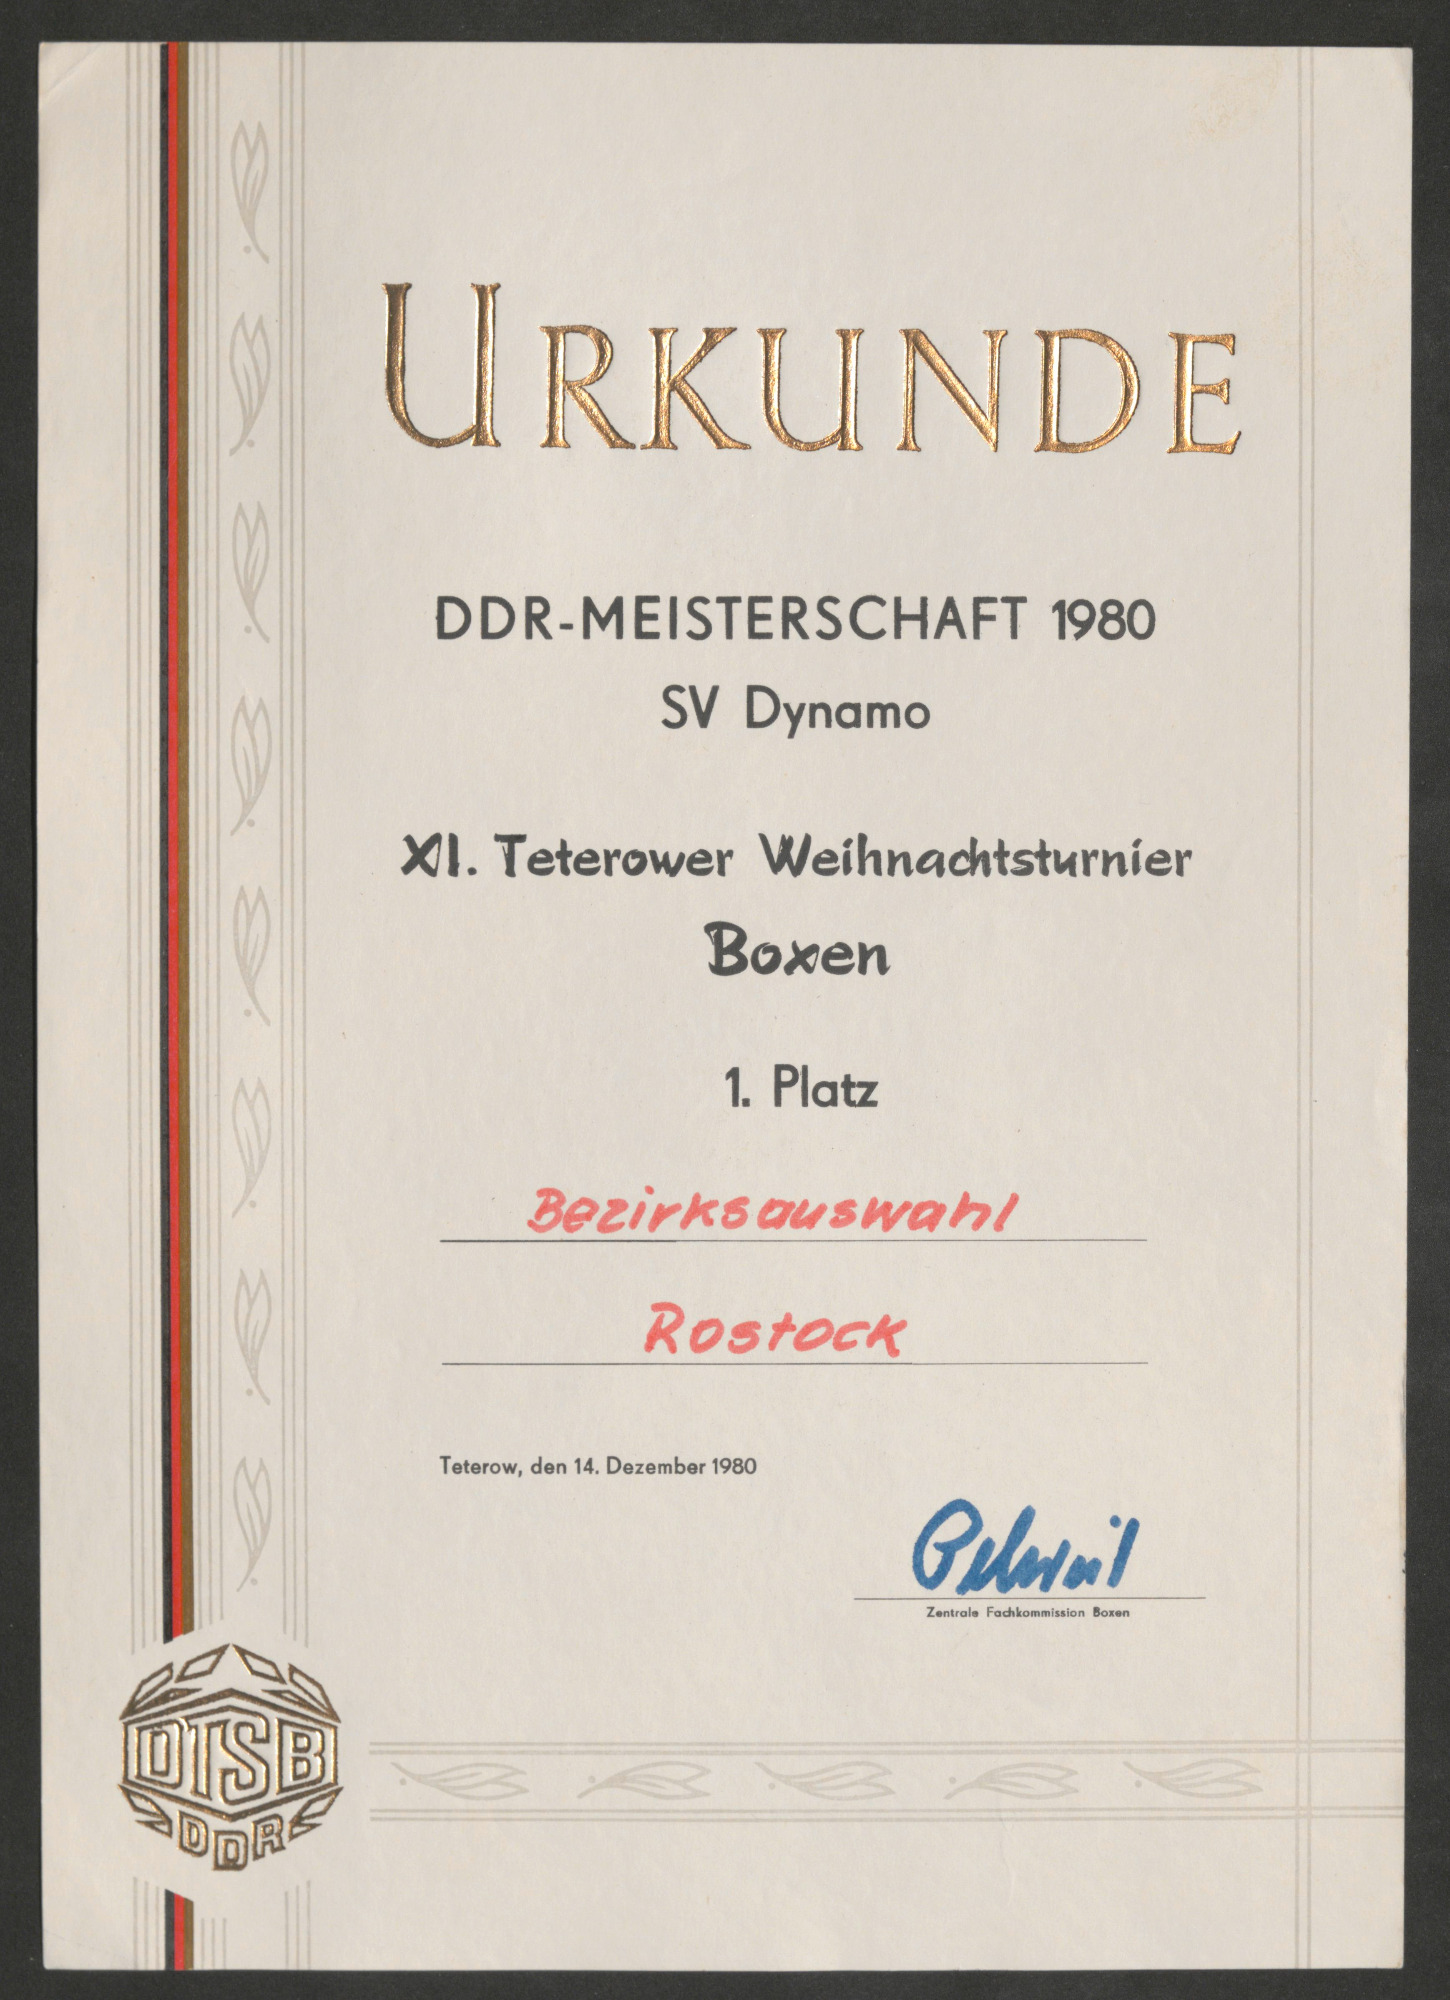 URKUNDE
DDR-MEISTERSCHAFT 1980
SV Dynamo
XI. Teterower Weihnachtsturnier
Boxen
1. Platz
Bezirksauswahl
Rostock
Teterow, den 14. Dezember 1980
Zentrale Fachkommission Boxen
DTSB
DDR